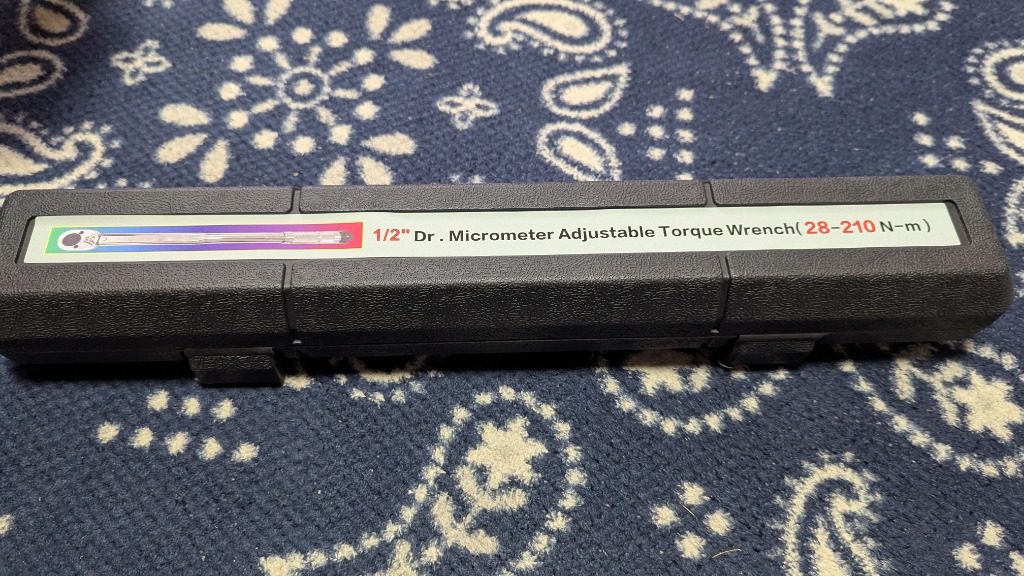 1/2" Dr. Micrometer Adjustable Torque Wrench(28-210 N-m)